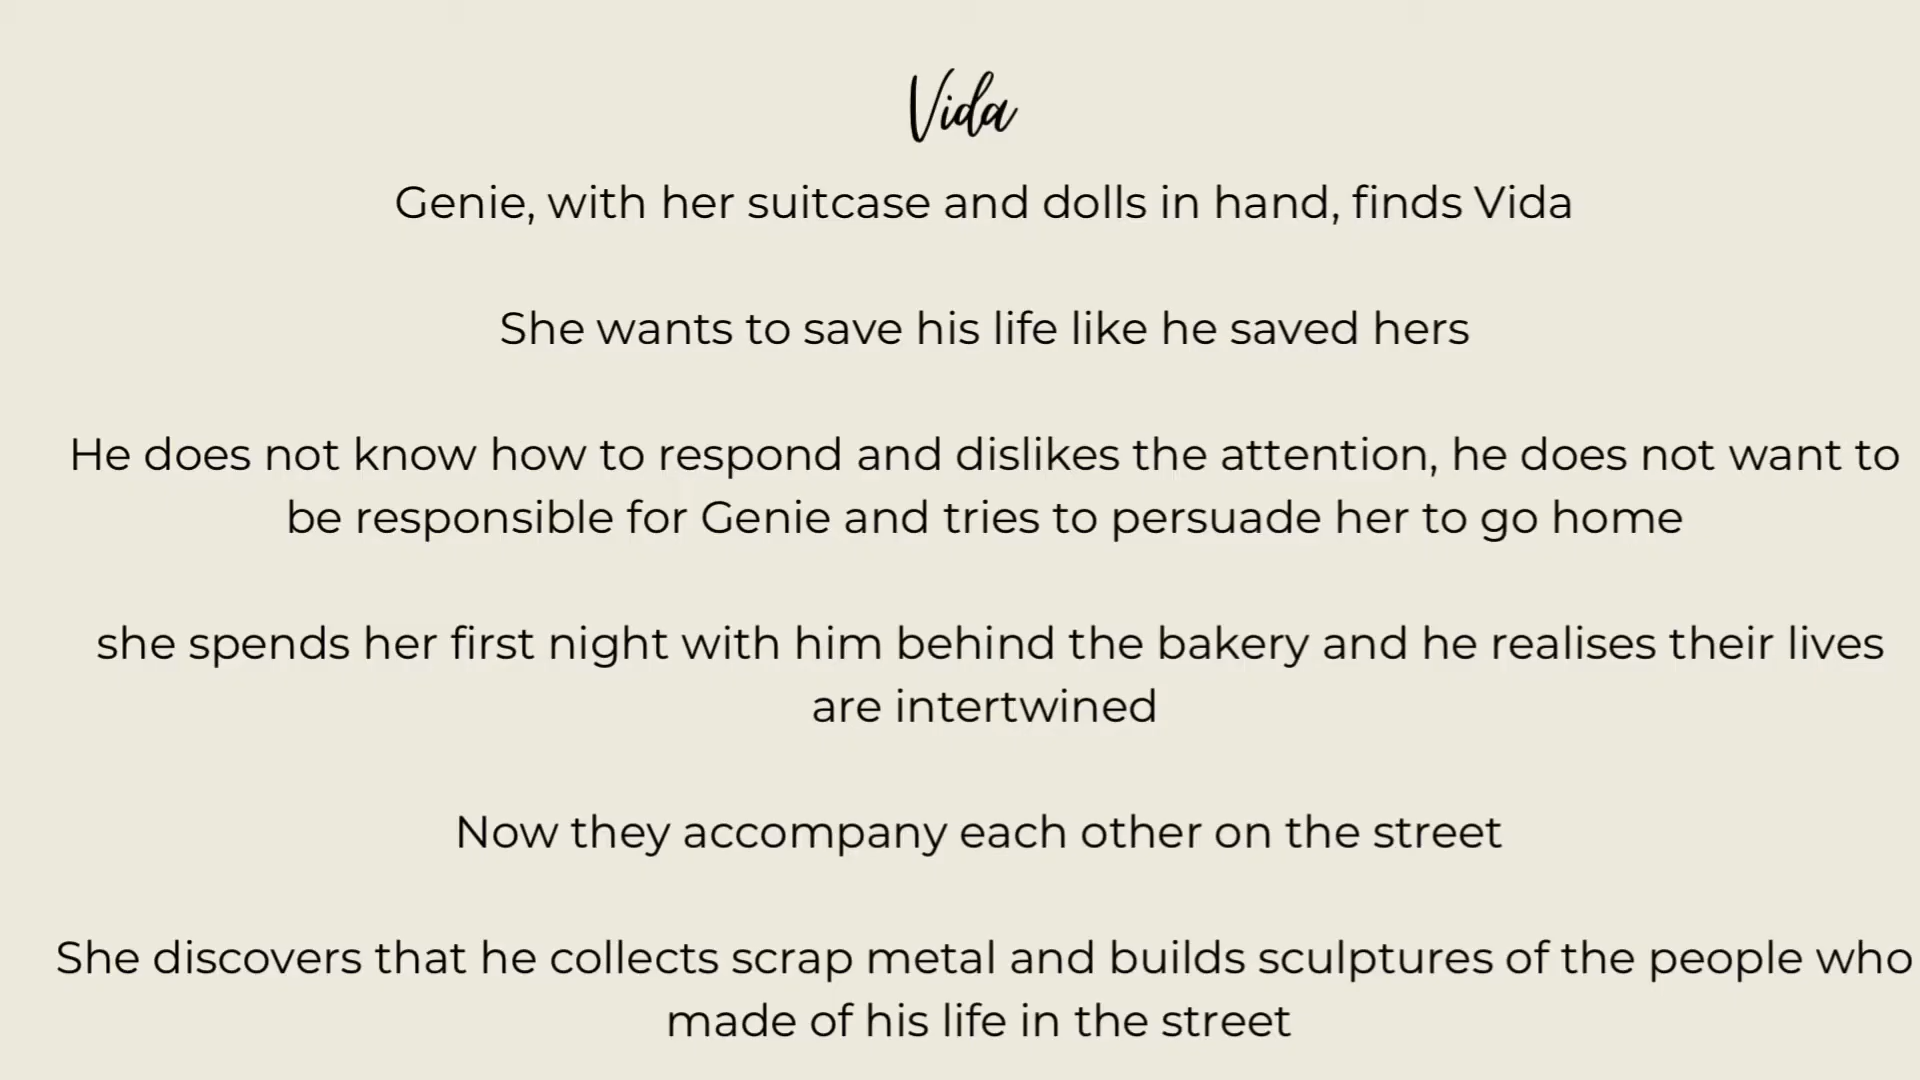 Vida
Genie, with her suitcase and dolls in hand, finds Vida
She wants to save his life like he saved hers
He does not know how to respond and dislikes the attention, he does not want to
be responsible for Genie and tries to persuade her to go home
she spends her first night with him behind the bakery and he realises their lives
are intertwined
Now they accompany each other on the street
She discovers that he collects scrap metal and builds sculptures of the people who
made of his life in the street